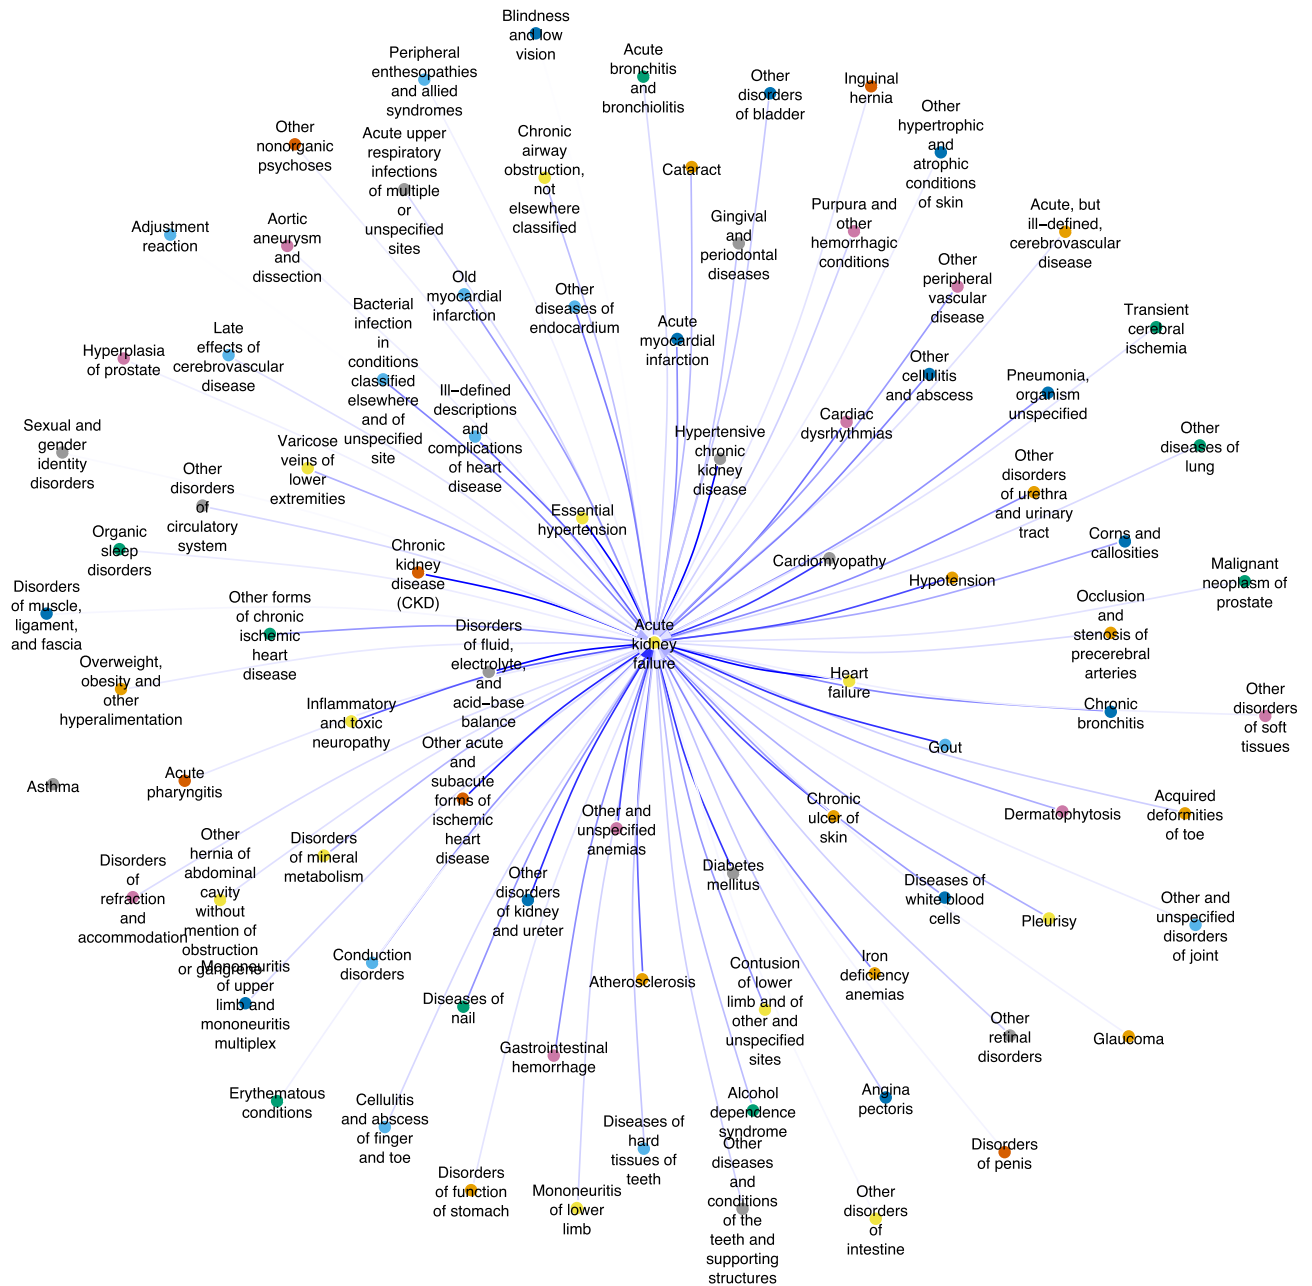 Blindness
and low
vision
Peripheral
enthesopathies
and allied
syndromes
Acute
bronchitis
and
bronchiolitis
Other
disorders
of bladder
Inguinal
hernia
Other
hypertrophic
and
atrophic
conditions
of skin
Other
nonorganic
psychoses
Acute upper
respiratory
infections
of multiple
or
unspecified
sites
Chronic
airway
obstruction,
not
elsewhere
classified
Cataract
Gingival
and
periodontal
diseases
Purpura and
other
hemorrhagic
conditions
Acute, but
ill−defined,
cerebrovascular
disease
Adjustment
reaction
Aortic
aneurysm
and
dissection
Old
myocardial
infarction
Other
diseases of
endocardium
Other
peripheral
vascular
disease
Transient
cerebral
ischemia
Hyperplasia
of prostate
Late
effects of
cerebrovascular
disease
Bacterial
infection
in
conditions
classified
elsewhere
and of
unspecified
site
Acute
myocardial
infarction
Other
cellulitis
and abscess
Pneumonia,
organism
unspecified
Ill−defined
descriptions
and
complications
of heart
disease
Cardiac
dysrhythmias
Sexual and
gender
identity
disorders
Varicose
veins of
lower
extremities
Hypertensive
chronic
kidney
disease
Other
diseases of
lung
Other
disorders
of
circulatory
system
Other
disorders
of urethra
and urinary
tract
Essential
hypertension
Organic
sleep
disorders
Chronic
kidney
disease
(CKD)
Cardiomyopathy
Hypotension
Corns and
callosities
Malignant
neoplasm of
prostate
Disorders
of muscle,
ligament,
and fascia
Other forms
of chronic
ischemic
heart
disease
Disorders
of fluid,
electrolyte,
and
acid−base
balance
Acute
kidney
failure
Occlusion
and
stenosis of
precerebral
arteries
Overweight,
obesity and
other
hyperalimentation
Inflammatory
and toxic
neuropathy
Heart
failure
Chronic
bronchitis
Other
disorders
of soft
tissues
Gout
Asthma
Acute
pharyngitis
Other acute
and
subacute
forms of
ischemic
heart
disease
Other and
unspecified
anemias
Chronic
ulcer of
skin
Dermatophytosis
Acquired
deformities
of toe
Disorders
of
refraction
and
accommodation
Other
hernia of
abdominal
cavity
without
mention of
obstruction
or gangrene
Disorders
of mineral
metabolism
Other
disorders
of kidney
and ureter
Diabetes
mellitus
Diseases of
white blood
cells
Pleurisy
Other and
unspecified
disorders
of joint
Mononeuritis
of upper
limb and
mononeuritis
multiplex
Conduction
disorders
Diseases of
nail
Atherosclerosis
Contusion
of lower
limb and of
other and
unspecified
sites
Iron
deficiency
anemias
Other
retinal
disorders
Glaucoma
Gastrointestinal
hemorrhage
Erythematous
conditions
Cellulitis
and abscess
of finger
and toe
Diseases of
hard
tissues of
teeth
Alcohol
dependence
syndrome
Angina
pectoris
Disorders
of penis
Disorders
of function
of stomach
Mononeuritis
of lower
limb
Other
diseases
and
conditions
of the
teeth and
supporting
structures
Other
disorders
of
intestine